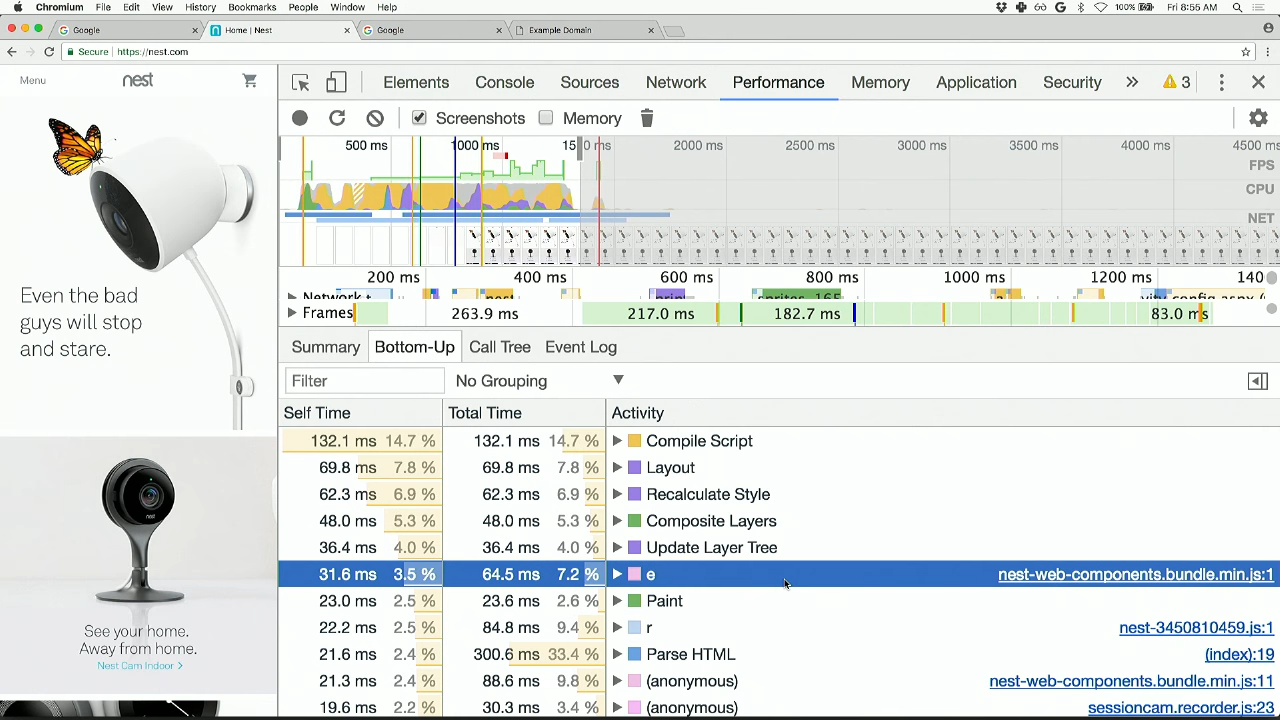 Chromium File Edit View History Bookmarks People Window Help 100% Fri 8:55 AM
Google Home | Nest Google Example Domain
Secure https://nest.com
Menu nest Elements Console Sources Network Performance Memory Application Security » 3
Screenshots Memory
500 ms 1000 ms 15 0 ms 2000 ms 2500 ms 3000 ms 3500 ms 4000 ms 4500 ms
FPS
CPU
NET
200 ms 400 ms 600 ms 800 ms 1000 ms 1200 ms 140
Network
Frames 263.9 ms 217.0 ms 182.7 ms 83.0 ms
Even the bad
guys will stop
and stare.
Summary Bottom-Up Call Tree Event Log
Filter No Grouping
Self Time Total Time Activity
132.1 ms 14.7 % 132.1 ms 14.7 % Compile Script
69.8 ms 7.8 % 69.8 ms 7.8 % Layout
62.3 ms 6.9 % 62.3 ms 6.9 % Recalculate Style
48.0 ms 5.3 % 48.0 ms 5.3 % Composite Layers
36.4 ms 4.0 % 36.4 ms 4.0 % Update Layer Tree
31.6 ms 3.5 % 64.5 ms 7.2 % e nest-web-components.bundle.min.js:1
23.0 ms 2.5 % 23.6 ms 2.6 % Paint
22.2 ms 2.5 % 84.8 ms 9.4 % r nest-3450810459.js:1
21.6 ms 2.4 % 300.6 ms 33.4 % Parse HTML (index):19
21.3 ms 2.4 % 88.6 ms 9.8 % (anonymous) nest-web-components.bundle.min.js:11
19.6 ms 2.2 % 30.3 ms 3.4 % (anonymous) sessioncam.recorder.js:23
nest
See your home.
Away from home.
Nest Cam Indoor >